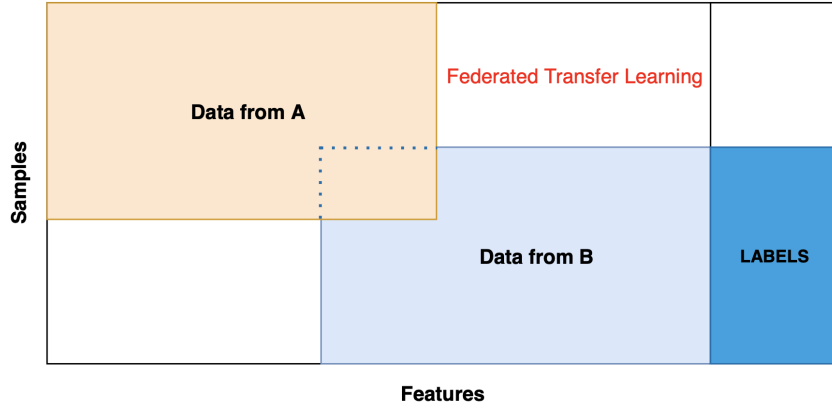 Federated Transfer Learning
Data from A
Samples
Data from B
LABELS
Features